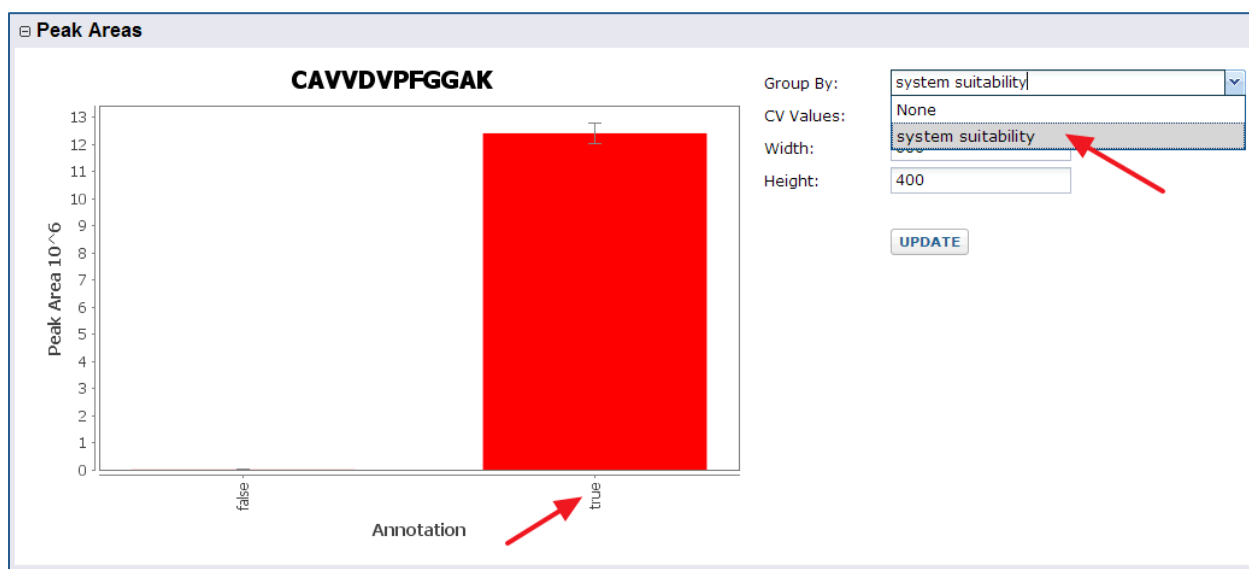 Peak Areas
CAVVDVPFGGAK
13
12
11
10
9
8
7
6
5
4
3
2
1
0
Peak Area 10^6
false
true
Annotation
Group By: system suitability
None
system suitability
CV Values:
Width:
Height: 400
UPDATE